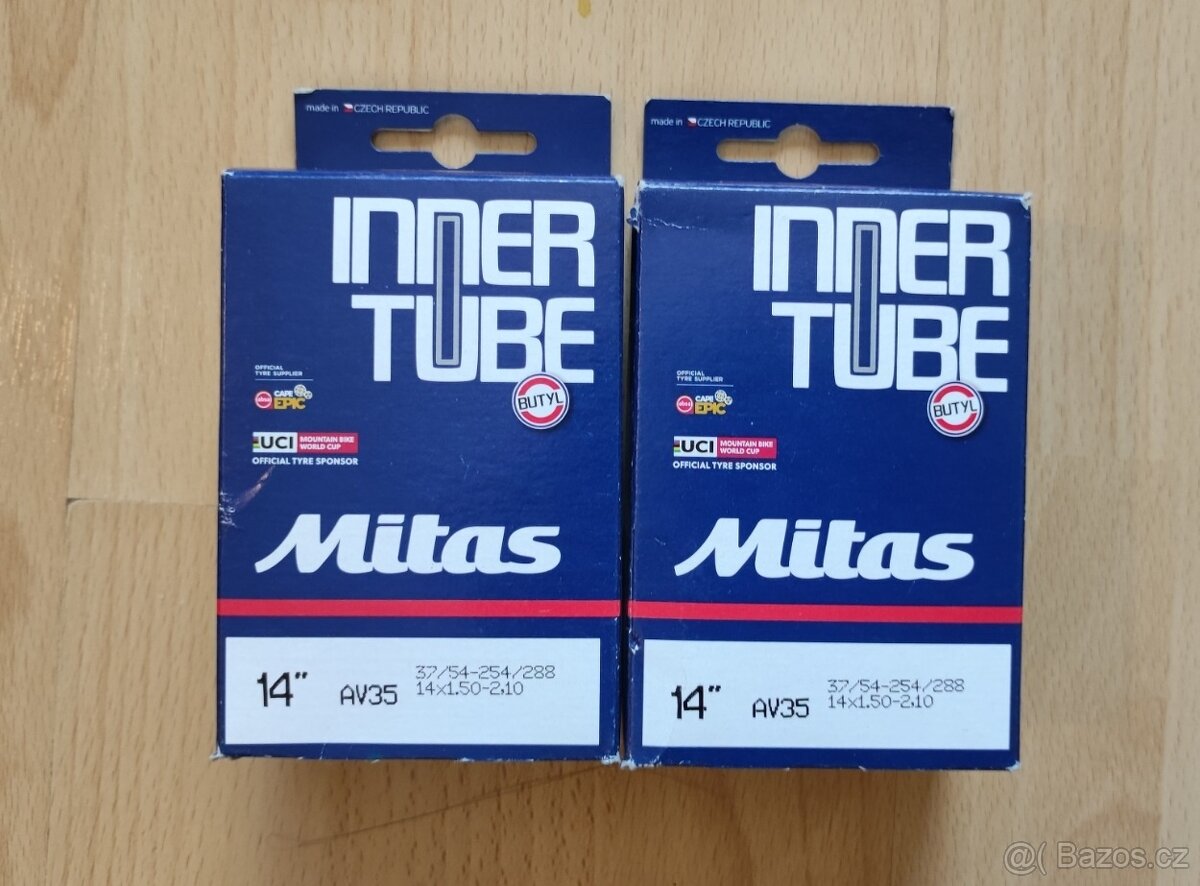 made in CZECH REPUBLIC
INNER
TUBE
OFFICIAL
TYRE SUPPLIER
absa CAPE
EPIC
BUTYL
UCI MOUNTAIN BIKE
WORLD CUP
OFFICIAL TYRE SPONSOR
Mitas
14" AV35 37/54-254/288
14x1.50-2,10
made in CZECH REPUBLIC
INNER
TUBE
OFFICIAL
TYRE SUPPLIER
absa CAPE
EPIC
BUTYL
UCI MOUNTAIN BIKE
WORLD CUP
OFFICIAL TYRE SPONSOR
Mitas
14" AV35 37/54-254/288
14x1.50-2,10
@( Bazos.cz